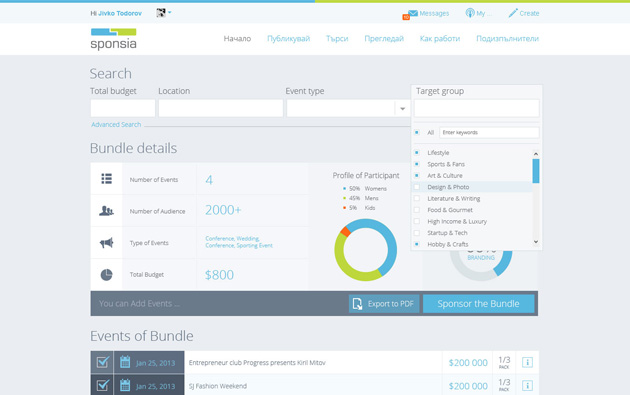 Hi Jivko Todorov
Messages
My ...
Create
sponsia
Начало
Публикувай
Търси
Прегледай
Как работи
Подизпълнители
Search
Total budget
Location
Event type
Target group
Advanced Search
All
Enter keywords
Lifestyle
Sports & Fans
Art & Culture
Design & Photo
Literature & Writing
Food & Gourmet
High Income & Luxury
Startup & Tech
Hobby & Crafts
Bundle details
Number of Events
4
Number of Audience
2000+
Type of Events
Conference, Wedding,
Conference, Sporting Event
Total Budget
$800
Profile of Participant
50% Womens
45% Mens
5% Kids
BRANDING
You can Add Events ...
Export to PDF
Sponsor the Bundle
Events of Bundle
Jan 25, 2013
Entrepreneur club Progress presents Kiril Mitov
$200 000
1/3
PACK
Jan 25, 2013
SJ Fashion Weekend
$200 000
1/3
PACK